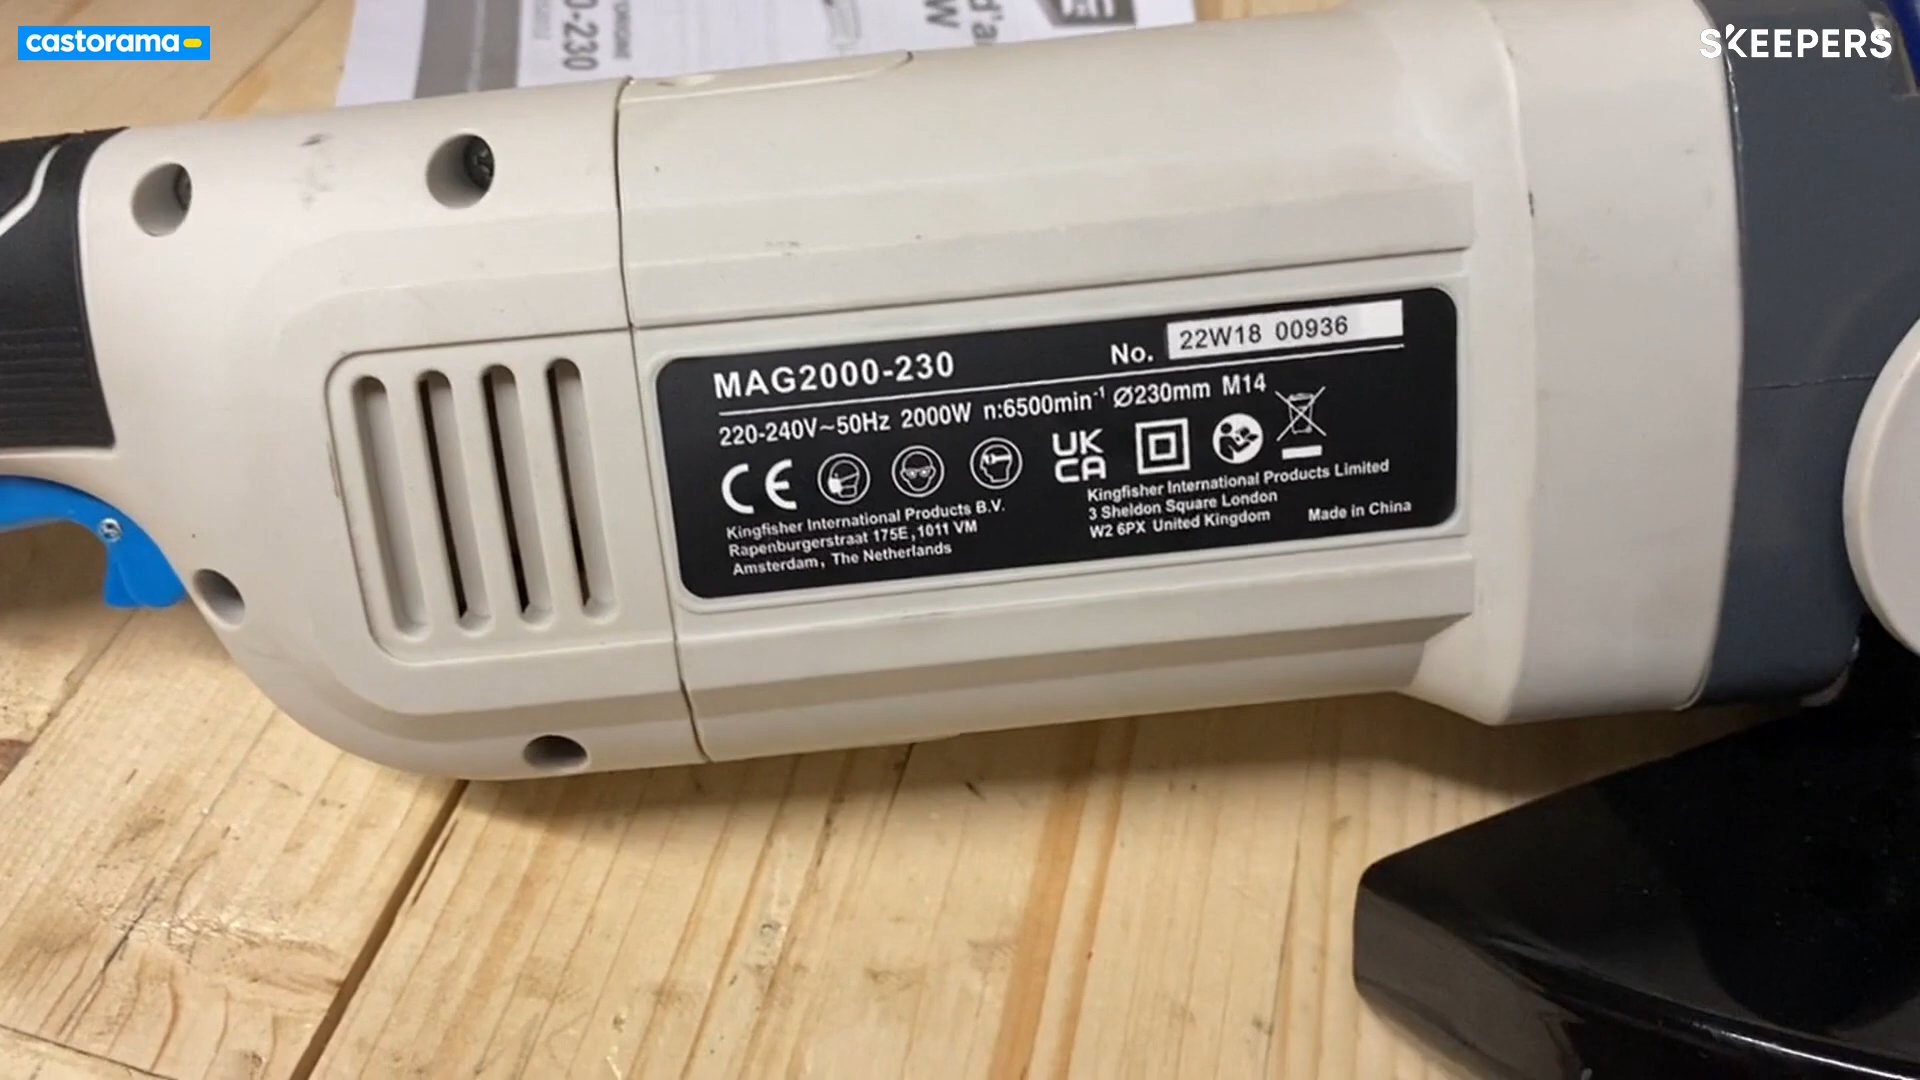 castorama
SKEEPERS
0-230
MAG2000-230
No. 22W18 00936
220-240V~50Hz 2000W n:6500min⁻¹ Ø230mm M14
CE
UK
CA
Kingfisher International Products B.V.
Rapenburgerstraat 175E, 1011 VM
Amsterdam, The Netherlands
Kingfisher International Products Limited
3 Sheldon Square London
W2 6PX United Kingdom
Made in China